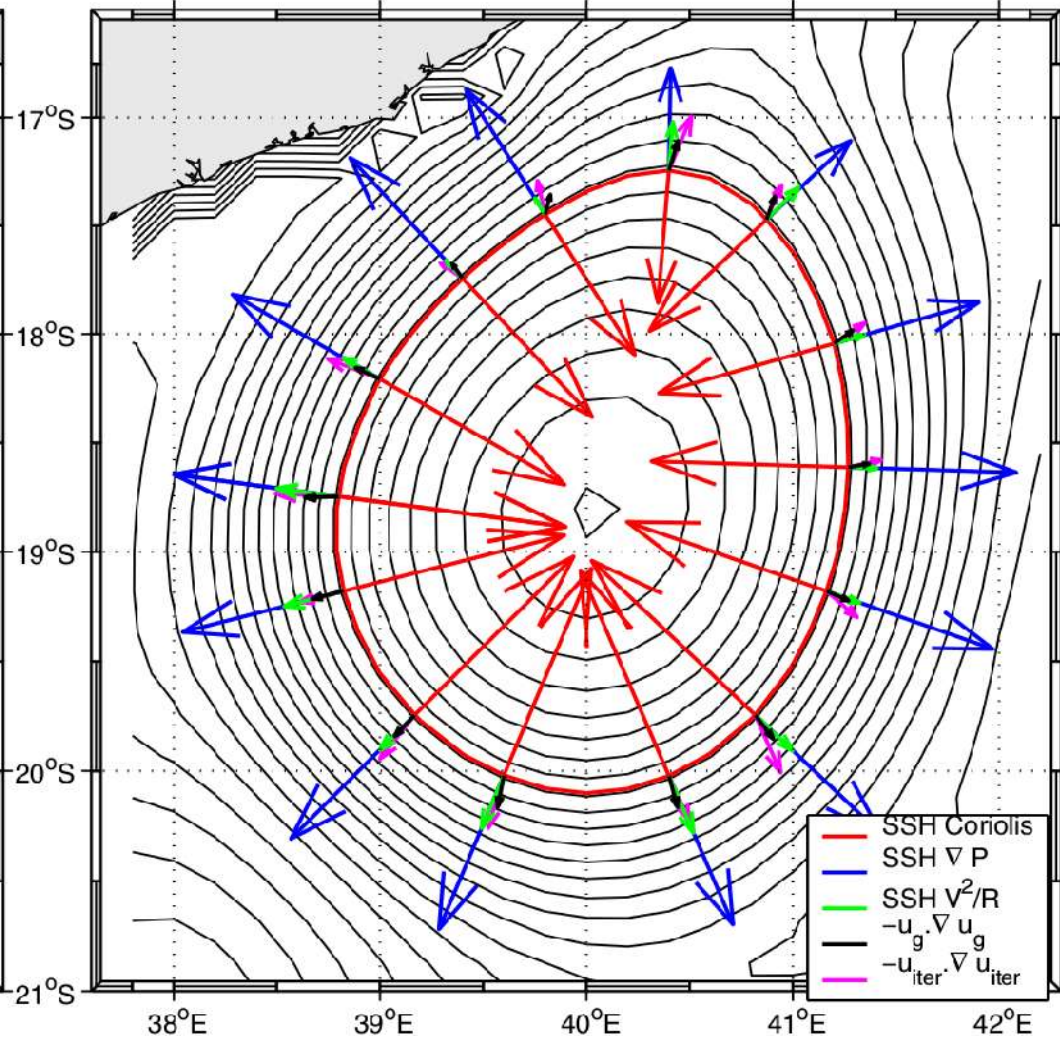 17°S
18°S
19°S
20°S
21°S
38°E
39°E
40°E
41°E
42°E
SSH Coriolis
SSH ∇ P
SSH V²/R
−u_g.∇ u_g
−u_iter.∇ u_iter